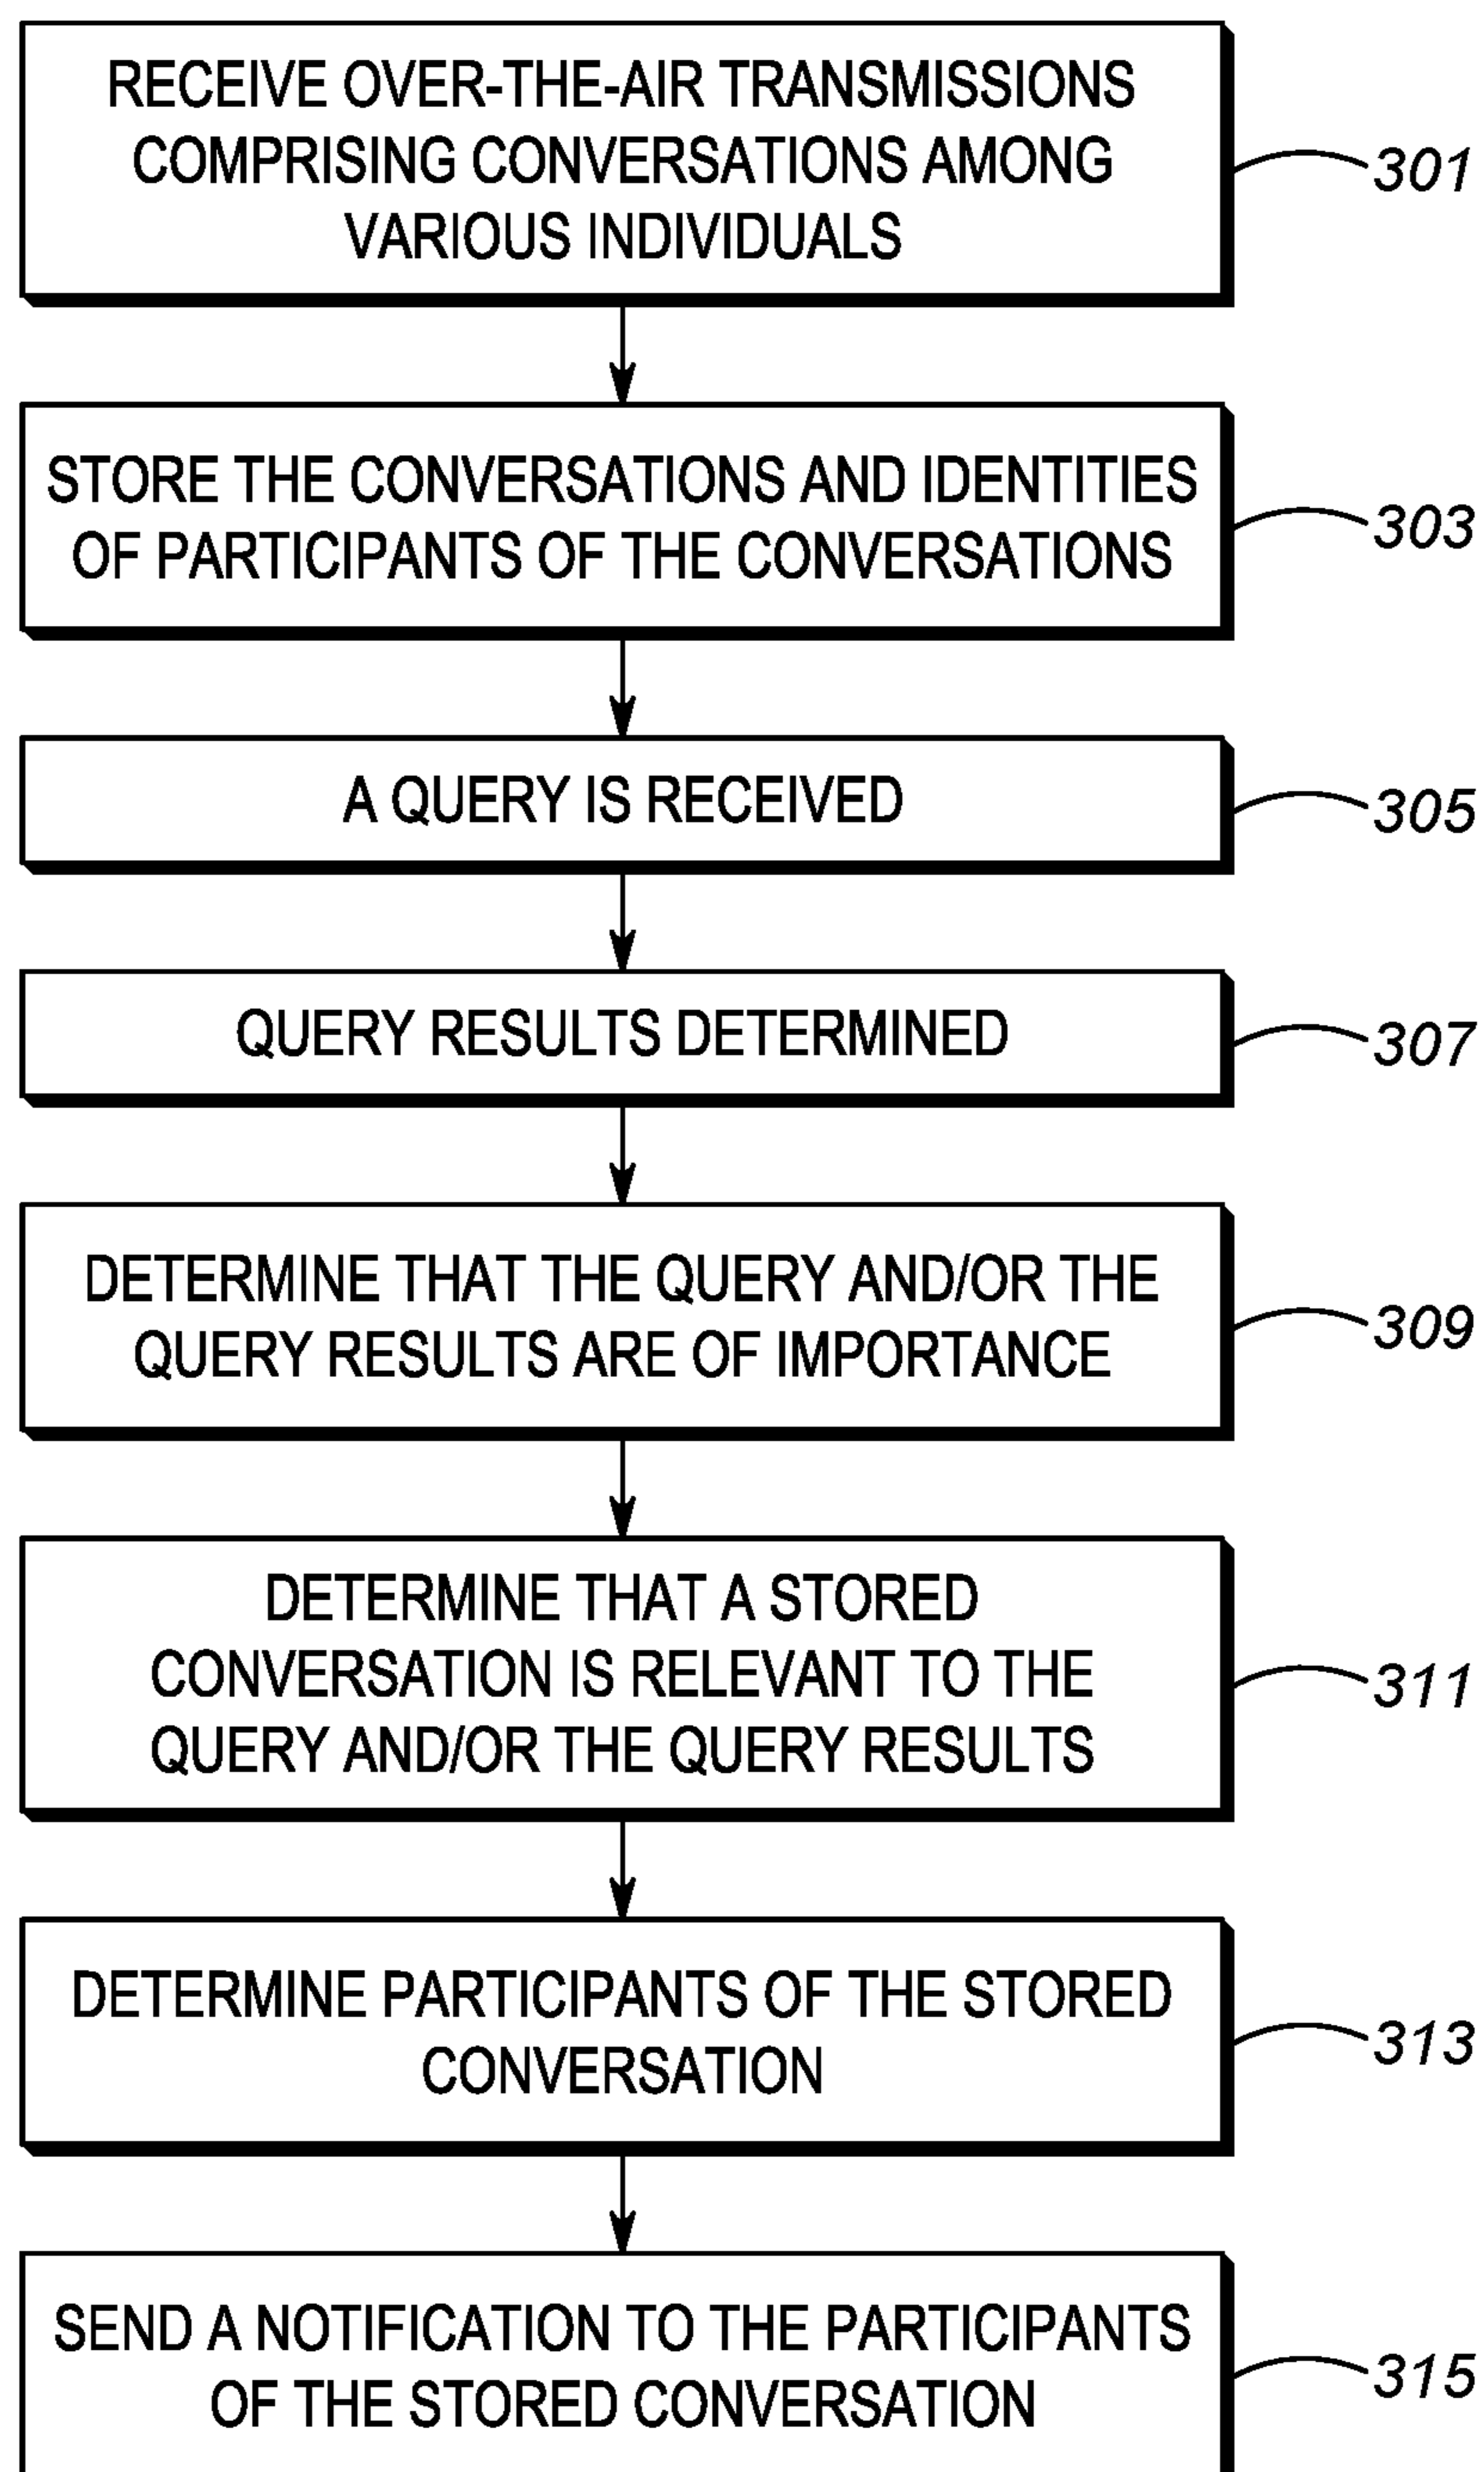 RECEIVE OVER-THE-AIR TRANSMISSIONS
COMPRISING CONVERSATIONS AMONG
VARIOUS INDIVIDUALS
301
STORE THE CONVERSATIONS AND IDENTITIES
OF PARTICIPANTS OF THE CONVERSATIONS
303
A QUERY IS RECEIVED
305
QUERY RESULTS DETERMINED
307
DETERMINE THAT THE QUERY AND/OR THE
QUERY RESULTS ARE OF IMPORTANCE
309
DETERMINE THAT A STORED
CONVERSATION IS RELEVANT TO THE
QUERY AND/OR THE QUERY RESULTS
311
DETERMINE PARTICIPANTS OF THE STORED
CONVERSATION
313
SEND A NOTIFICATION TO THE PARTICIPANTS
OF THE STORED CONVERSATION
315